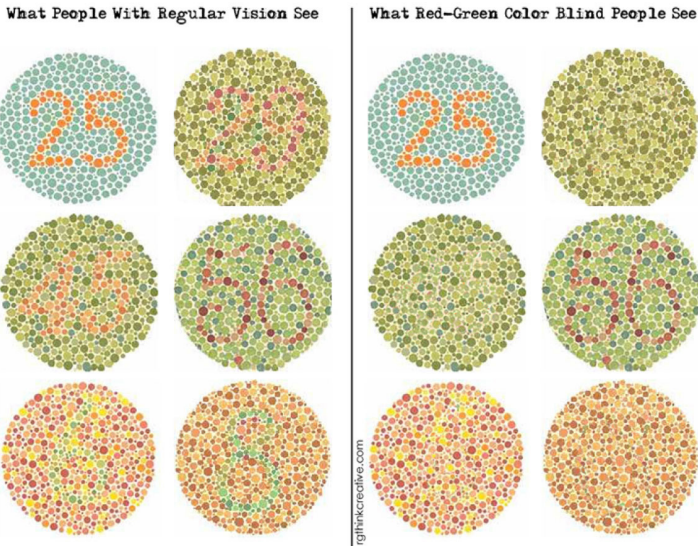 What People With Regular Vision See
What Red-Green Color Blind People See
25
29
25
45
56
56
6
8
rgthinkcreative.com